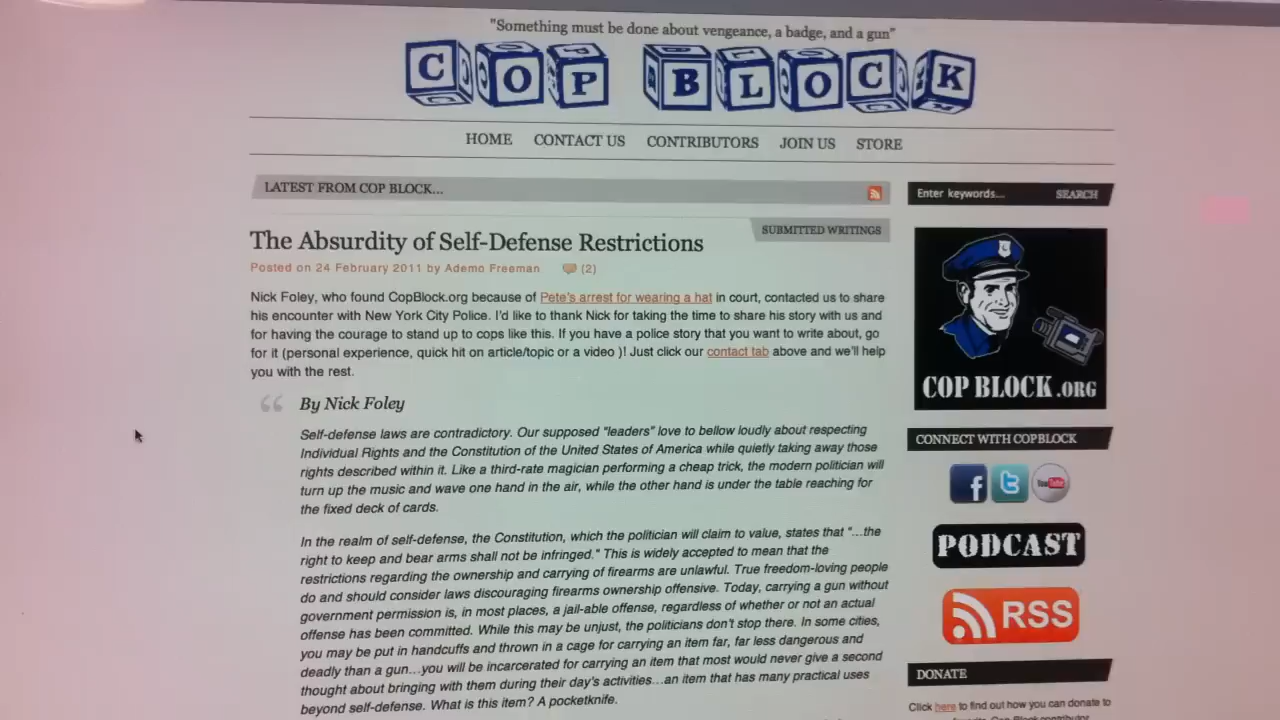 "Something must be done about vengeance, a badge, and a gun"
COP BLOCK
HOME CONTACT US CONTRIBUTORS JOIN US STORE
LATEST FROM COP BLOCK...
Enter keywords... SEARCH
SUBMITTED WRITINGS
The Absurdity of Self-Defense Restrictions
Posted on 24 February 2011 by Ademo Freeman (2)
Nick Foley, who found CopBlock.org because of Pete's arrest for wearing a hat in court, contacted us to share
his encounter with New York City Police. I'd like to thank Nick for taking the time to share his story with us and
for having the courage to stand up to cops like this. If you have a police story that you want to write about, go
for it (personal experience, quick hit on article/topic or a video )! Just click our contact tab above and we'll help
you with the rest.
By Nick Foley
Self-defense laws are contradictory. Our supposed "leaders" love to bellow loudly about respecting
Individual Rights and the Constitution of the United States of America while quietly taking away those
rights described within it. Like a third-rate magician performing a cheap trick, the modern politician will
turn up the music and wave one hand in the air, while the other hand is under the table reaching for
the fixed deck of cards.
In the realm of self-defense, the Constitution, which the politician will claim to value, states that "...the
right to keep and bear arms shall not be infringed." This is widely accepted to mean that the
restrictions regarding the ownership and carrying of firearms are unlawful. True freedom-loving people
do and should consider laws discouraging firearms ownership offensive. Today, carrying a gun without
government permission is, in most places, a jail-able offense, regardless of whether or not an actual
offense has been committed. While this may be unjust, the politicians don't stop there. In some cities,
you may be put in handcuffs and thrown in a cage for carrying an item far, far less dangerous and
deadly than a gun...you will be incarcerated for carrying an item that most would never give a second
thought about bringing with them during their day's activities...an item that has many practical uses
beyond self-defense. What is this item? A pocketknife.
COP BLOCK.ORG
CONNECT WITH COPBLOCK
f
t
You Tube
PODCAST
RSS
DONATE
Click here to find out how you can donate to
Cop Block contributor